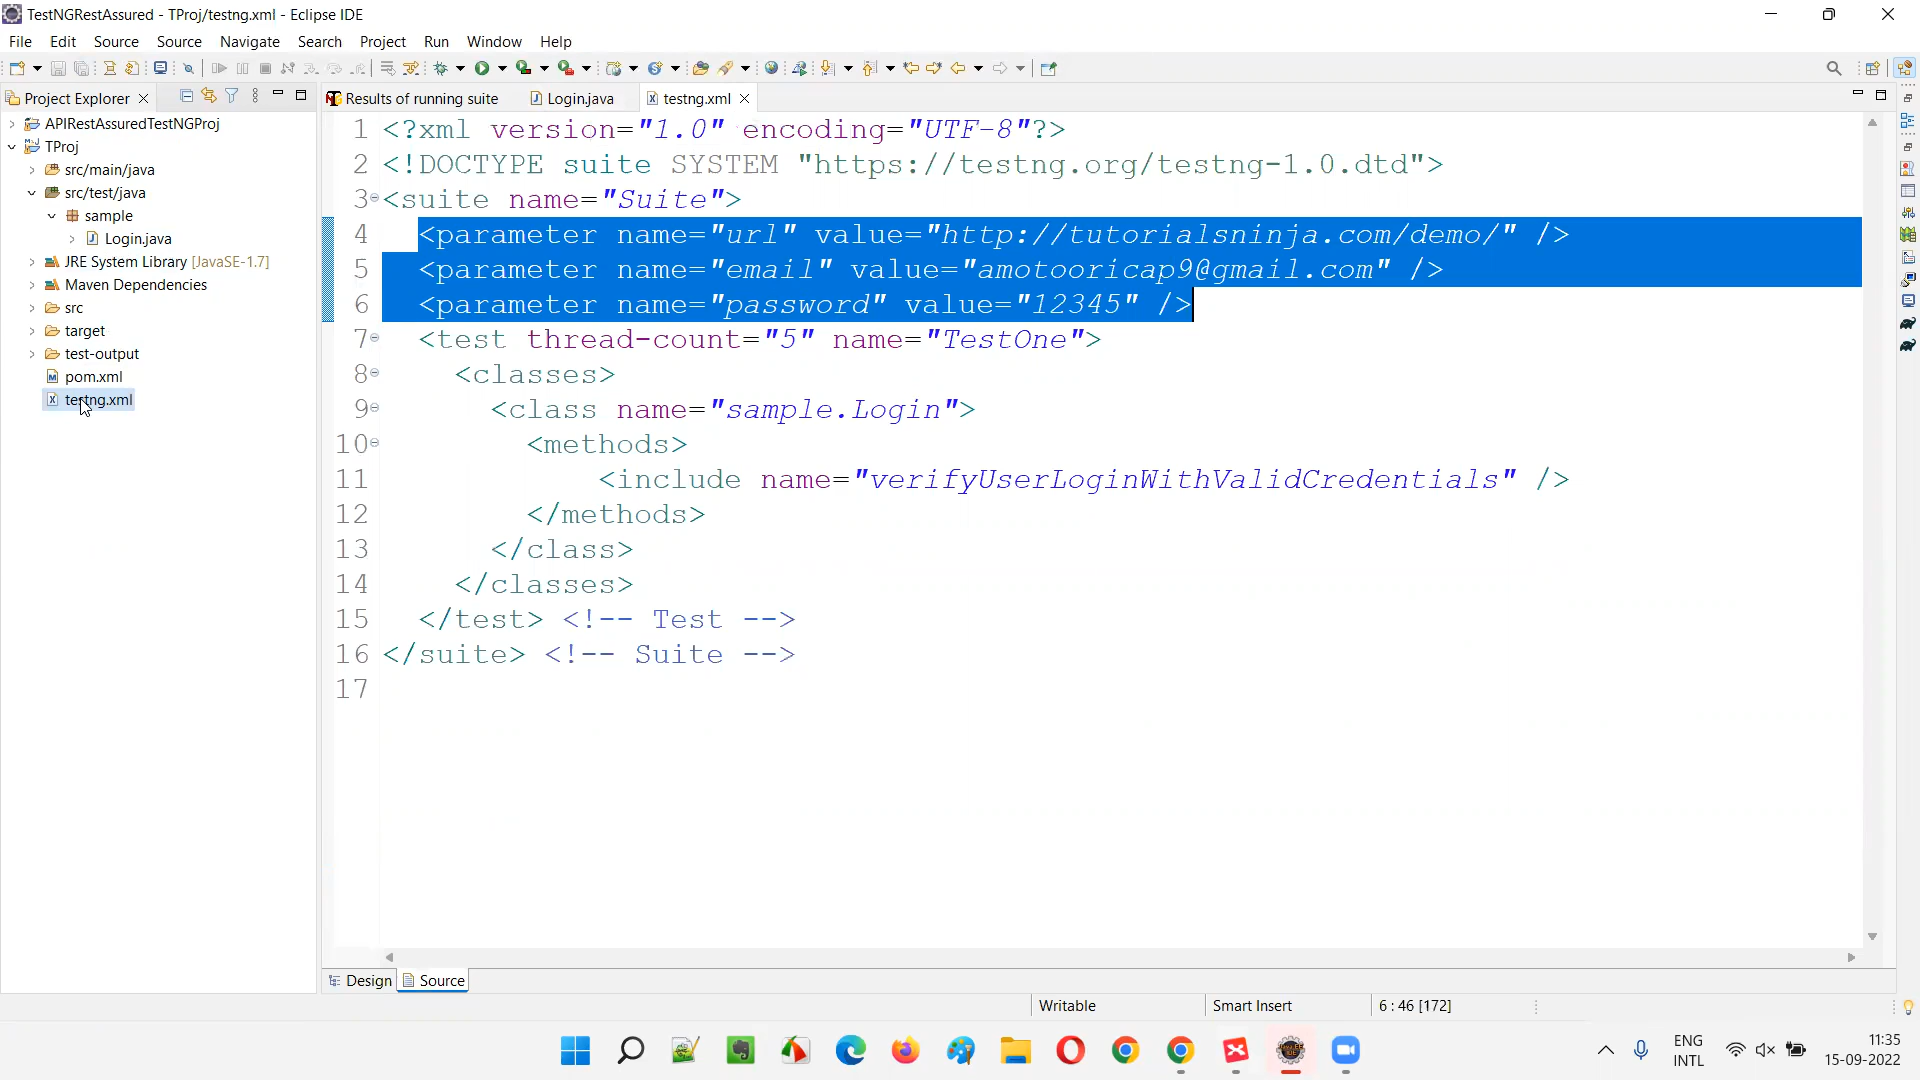 TestNGRestAssured - TProj/testng.xml - Eclipse IDE
File Edit Source Source Navigate Search Project Run Window Help
Project Explorer
Results of running suite
Login.java
testng.xml
APIRestAssuredTestNGProj
TProj
src/main/java
src/test/java
sample
Login.java
JRE System Library [JavaSE-1.7]
Maven Dependencies
src
target
test-output
pom.xml
testng.xml
1 <?xml version="1.0" encoding="UTF-8"?>
2 <!DOCTYPE suite SYSTEM "https://testng.org/testng-1.0.dtd">
3 <suite name="Suite">
4 <parameter name="url" value="http://tutorialsninja.com/demo/" />
5 <parameter name="email" value="amotooricap9@gmail.com" />
6 <parameter name="password" value="12345" />
7 <test thread-count="5" name="TestOne">
8 <classes>
9 <class name="sample.Login">
10 <methods>
11 <include name="verifyUserLoginWithValidCredentials" />
12 </methods>
13 </class>
14 </classes>
15 </test> <!-- Test -->
16 </suite> <!-- Suite -->
17
Design Source
Writable Smart Insert 6 : 46 [172]
ENG
INTL
11:35
15-09-2022